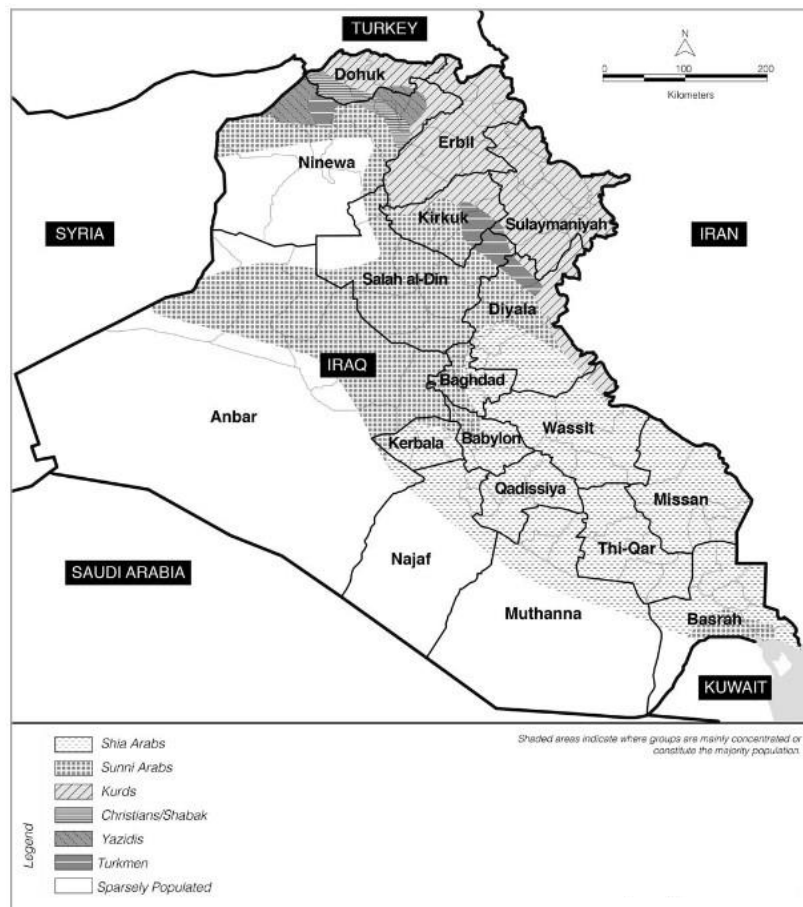 TURKEY
Dohuk
0 100 200
Kilometers
Erbil
Ninewa
Kirkuk
Sulaymaniyah
SYRIA
IRAN
Salah al-Din
Diyala
IRAQ
Baghdad
Anbar
Wassit
Kerbala
Babylon
Qadissiya
Missan
Thi-Qar
SAUDI ARABIA
Najaf
Muthanna
Basrah
KUWAIT
N
Shaded areas indicate where groups are mainly concentrated or
constitute the majority population.
Legend
Shia Arabs
Sunni Arabs
Kurds
Christians/Shabak
Yazidis
Turkmen
Sparsely Populated